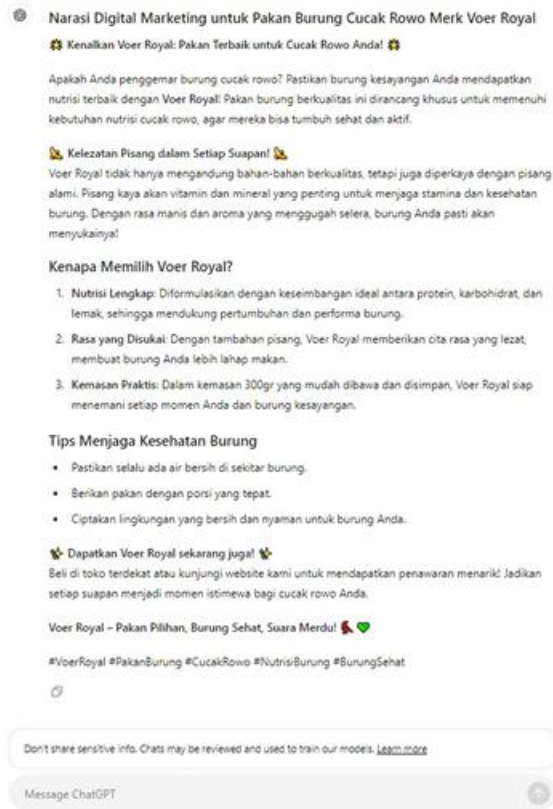 Narasi Digital Marketing untuk Pakan Burung Cucak Rowo Merk Voer Royal
Kenalkan Voer Royal: Pakan Terbaik untuk Cucak Rowo Anda!
Apakah Anda penggemar burung cucak rowo? Pastikan burung kesayangan Anda mendapatkan
nutrisi terbaik dengan Voer Royal! Pakan burung berkualitas ini dirancang khusus untuk memenuhi
kebutuhan nutrisi cucak rowo, agar mereka bisa tumbuh sehat dan aktif.
Kelezatan Pisang dalam Setiap Suapan!
Voer Royal tidak hanya mengandung bahan-bahan berkualitas, tetapi juga diperkaya dengan pisang
alami. Pisang kaya akan vitamin dan mineral yang penting untuk menjaga stamina dan kesehatan
burung. Dengan rasa manis dan aroma yang menggugah selera, burung Anda pasti akan
menyukainya!
Kenapa Memilih Voer Royal?
1. Nutrisi Lengkap: Diformulasikan dengan keseimbangan ideal antara protein, karbohidrat, dan
lemak, sehingga mendukung pertumbuhan dan performa burung.
2. Rasa yang Disukai: Dengan tambahan pisang, Voer Royal memberikan cita rasa yang lezat,
membuat burung Anda lebih lahap makan.
3. Kemasan Praktis: Dalam kemasan 300gr yang mudah dibawa dan disimpan, Voer Royal siap
menemani setiap momen Anda dan burung kesayangan.
Tips Menjaga Kesehatan Burung
• Pastikan selalu ada air bersih di sekitar burung.
• Berikan pakan dengan porsi yang tepat.
• Ciptakan lingkungan yang bersih dan nyaman untuk burung Anda.
Dapatkan Voer Royal sekarang juga!
Beli di toko terdekat atau kunjungi website kami untuk mendapatkan penawaran menarik! Jadikan
setiap suapan menjadi momen istimewa bagi cucak rowo Anda.
Voer Royal – Pakan Pilihan, Burung Sehat, Suara Merdu!
#VoerRoyal #PakanBurung #CucakRowo #NutrisiBurung #BurungSehat
Don't share sensitive info. Chats may be reviewed and used to train our models. Learn more
Message ChatGPT